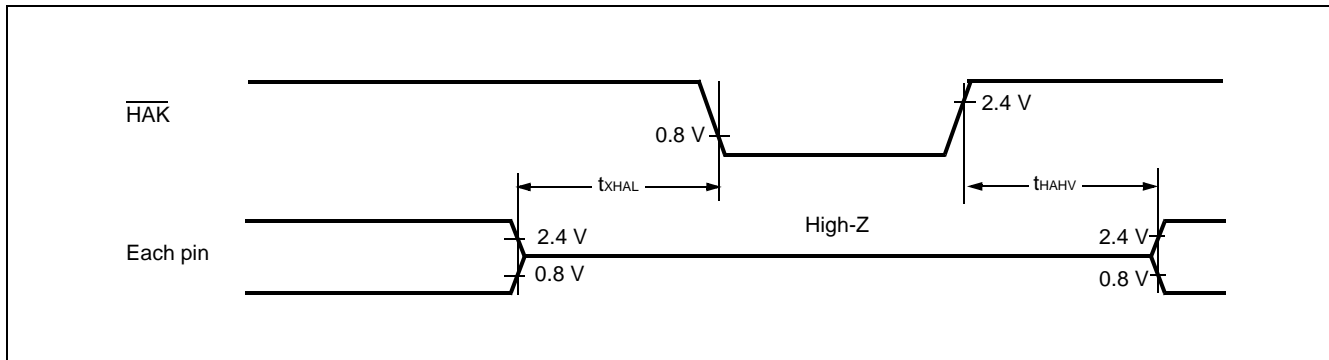 HAK
2.4 V
0.8 V
tXHAL
tHAHV
High-Z
Each pin
2.4 V
2.4 V
0.8 V
0.8 V